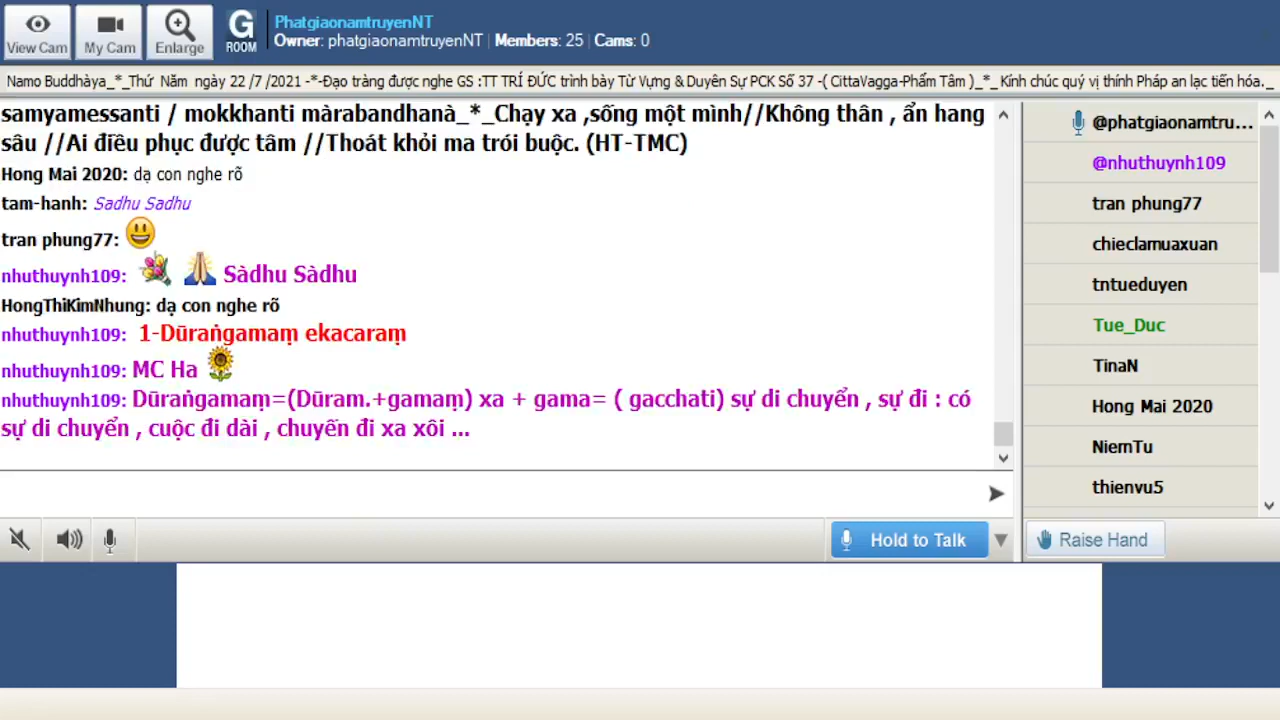 View Cam
My Cam
Enlarge
G
ROOM
PhatgiaonamtruyenNT
Owner: phatgiaonamtruyenNT | Members: 25 | Cams: 0
Namo Buddhàya_*_Thứ Năm ngày 22 /7 /2021 -*-Đạo tràng được nghe GS :TT TRÍ ĐỨC trình bày Từ Vựng & Duyên Sự PCK Số 37 -( CittaVagga-Phẩm Tâm )_*_ Kính chúc quý vị thính Pháp an lạc tiến hóa._
samyamessanti / mokkhanti màrabandhanà_*_Chạy xa ,sống một mình//Không thân , ẩn hang
sâu //Ai điều phục được tâm //Thoát khỏi ma trói buộc. (HT-TMC)
Hong Mai 2020: dạ con nghe rõ
tam-hanh: Sadhu Sadhu
tran phung77:
nhuthuynh109: Sàdhu Sàdhu
HongThiKimNhung: dạ con nghe rõ
nhuthuynh109: 1-Dūraṅgamaṃ ekacaraṃ
nhuthuynh109: MC Ha
nhuthuynh109: Dūraṅgamaṃ=(Dūram.+gamaṃ) xa + gama= ( gacchati) sự di chuyển , sự đi : có
sự di chuyển , cuộc đi dài , chuyến đi xa xôi ...
@phatgiaonamtru...
@nhuthuynh109
tran phung77
chieclamuaxuan
tntueduyen
Tue_Duc
TinaN
Hong Mai 2020
NiemTu
thienvu5
Hold to Talk
Raise Hand